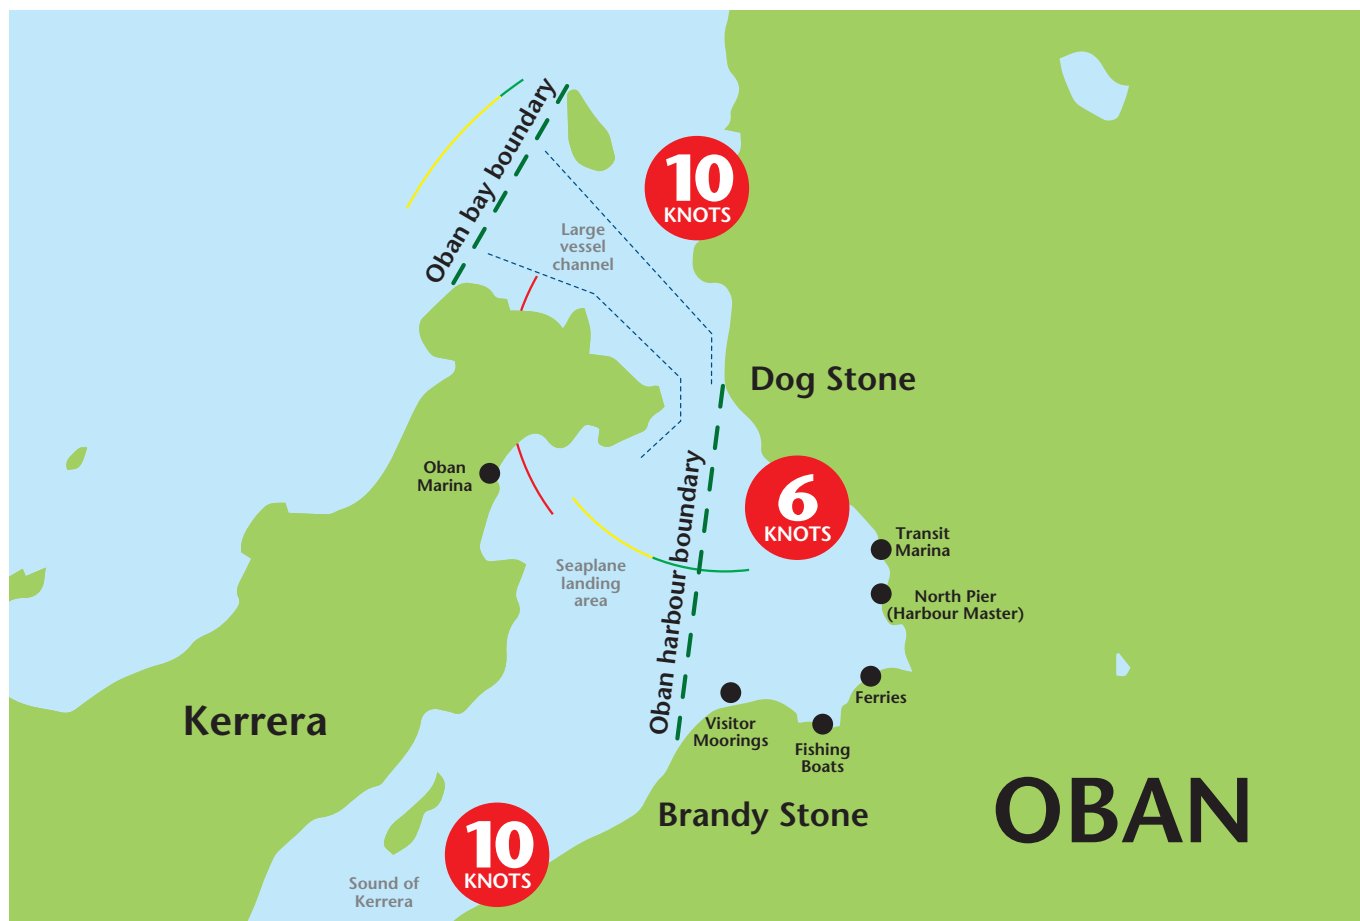 Oban bay boundary
10
KNOTS
Large
vessel
channel
Dog Stone
Oban
Marina
6
KNOTS
Oban harbour boundary
Transit
Marina
Seaplane
landing
area
North Pier
(Harbour Master)
Kerrera
Ferries
Visitor
Moorings
Fishing
Boats
Brandy Stone
OBAN
10
KNOTS
Sound of
Kerrera